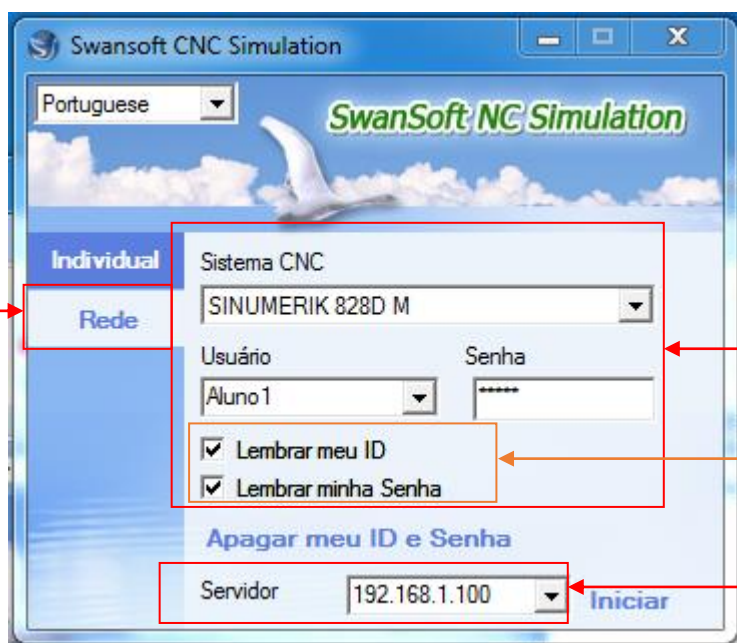 Swansoft CNC Simulation
Portuguese
SwanSoft NC Simulation
Individual
Rede
Sistema CNC
SINUMERIK 828D M
Usuário Senha
Aluno1 *****
Lembrar meu ID
Lembrar minha Senha
Apagar meu ID e Senha
Servidor 192.168.1.100 Iniciar